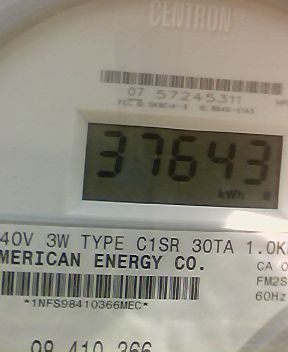 CENTRON
07 57245311
37643
kWh
40V 3W TYPE C1SR 30TA 1.0K
MERICAN ENERGY CO.
CA 0
FM2S
60Hz
*1NFS98410366MEC*
98 410 366